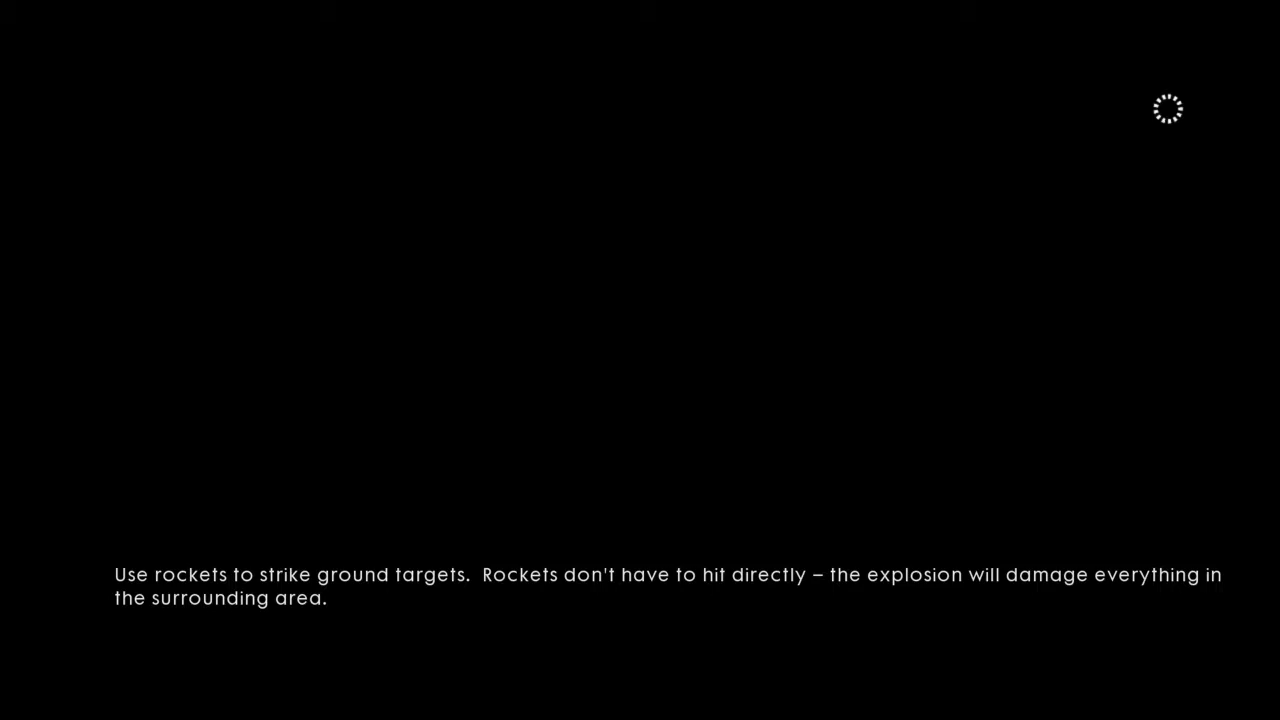 Use rockets to strike ground targets.  Rockets don't have to hit directly – the explosion will damage everything in
the surrounding area.